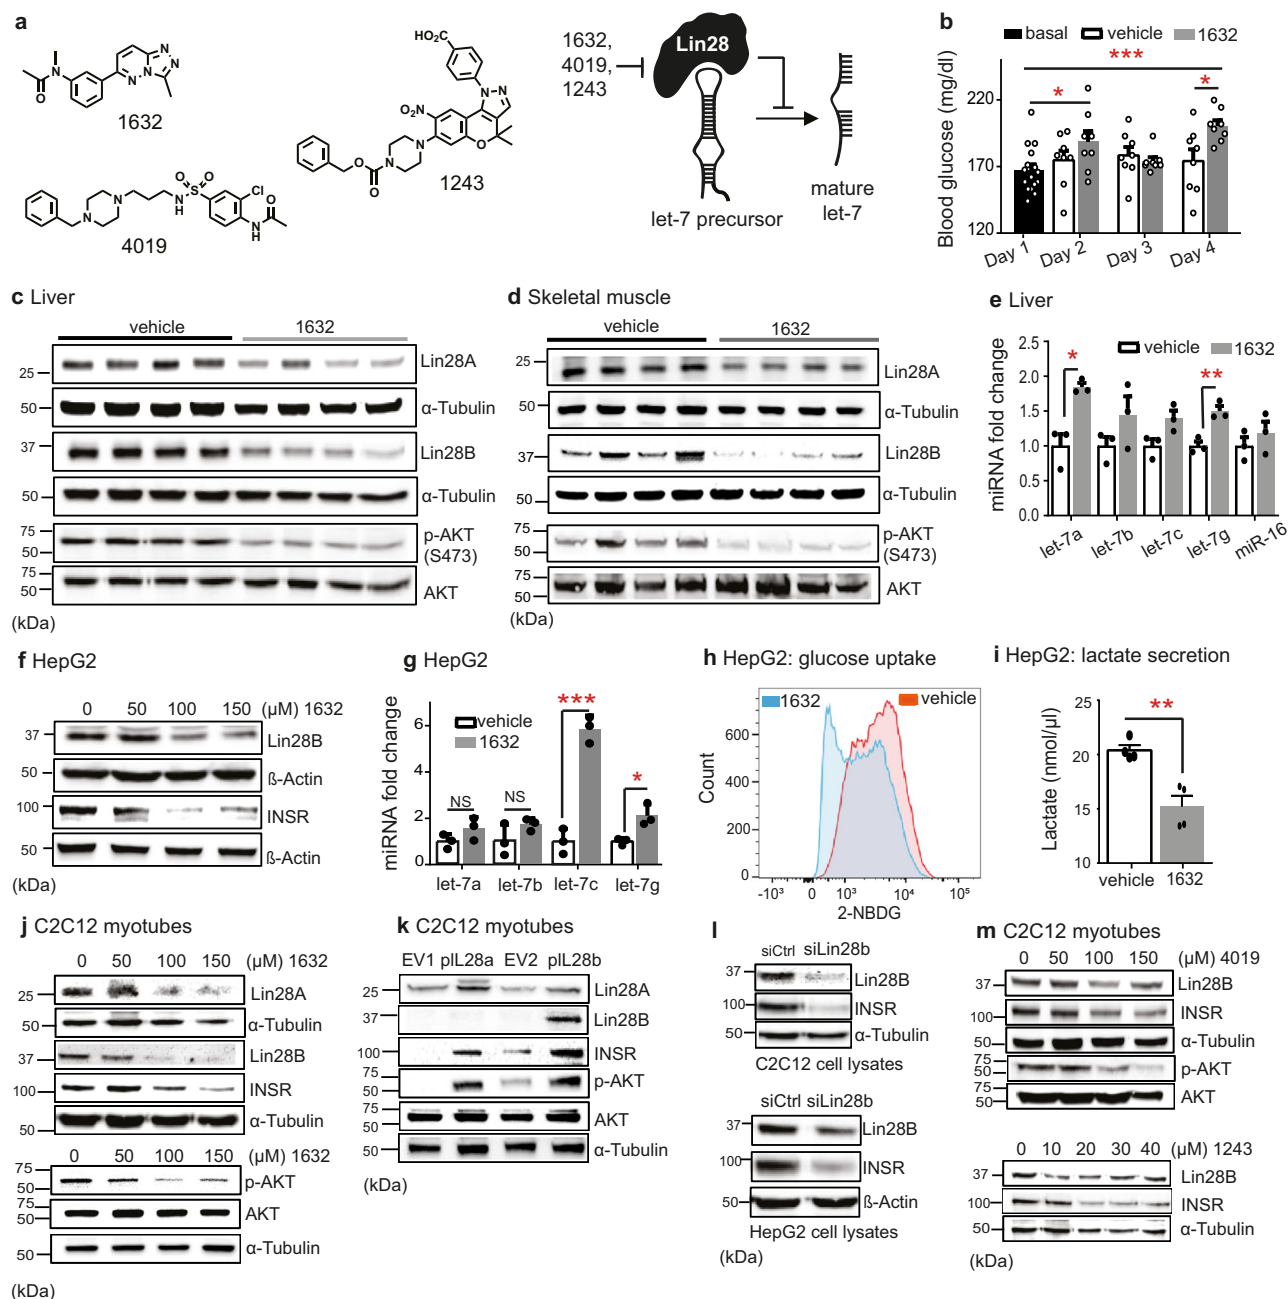 a
N
N
N
N
N
O
1632
HO₂C
N
N
O₂N
N
N
O
O
O
1243
N
N
N
H
S
O
O
Cl
O
N
H
4019
1632,
4019,
1243
Lin28
let-7 precursor
mature
let-7
b
basal
vehicle
1632
***
*
*
Blood glucose (mg/dl)
220
170
120
Day 1
Day 2
Day 3
Day 4
c Liver
vehicle
1632
25
Lin28A
50
α-Tubulin
37
Lin28B
50
α-Tubulin
75
50
p-AKT
(S473)
75
50
AKT
(kDa)
d Skeletal muscle
vehicle
1632
25
Lin28A
50
α-Tubulin
37
Lin28B
50
α-Tubulin
75
50
p-AKT
(S473)
75
50
AKT
(kDa)
e Liver
vehicle
1632
*
**
miRNA fold change
2.5
2.0
1.5
1.0
0.5
0.0
let-7a
let-7b
let-7c
let-7g
miR-16
f HepG2
0 50 100 150 (μM) 1632
37
Lin28B
50
ß-Actin
100
INSR
50
ß-Actin
(kDa)
g HepG2
vehicle
1632
NS
NS
***
*
miRNA fold change
6
2
0
let-7a
let-7b
let-7c
let-7g
h HepG2: glucose uptake
1632
vehicle
Count
600
400
200
0
-10³ 0 10³ 10⁴ 10⁵
2-NBDG
i HepG2: lactate secretion
**
Lactate (nmol/μl)
20
15
10
vehicle
1632
j C2C12 myotubes
0 50 100 150 (μM) 1632
25
Lin28A
50
α-Tubulin
37
Lin28B
100
INSR
50
α-Tubulin
0 50 100 150 (μM) 1632
75
50
p-AKT
75
50
AKT
50
α-Tubulin
(kDa)
k C2C12 myotubes
EV1 pIL28a EV2 pIL28b
25
Lin28A
37
Lin28B
100
INSR
75
50
p-AKT
75
50
AKT
50
α-Tubulin
(kDa)
l
siCtrl siLin28b
37
Lin28B
100
INSR
50
α-Tubulin
C2C12 cell lysates
siCtrl siLin28b
37
Lin28B
100
INSR
50
ß-Actin
HepG2 cell lysates
(kDa)
m C2C12 myotubes
0 50 100 150 (μM) 4019
37
Lin28B
100
INSR
50
α-Tubulin
75
50
p-AKT
75
50
AKT
0 10 20 30 40 (μM) 1243
37
Lin28B
100
INSR
50
α-Tubulin
(kDa)